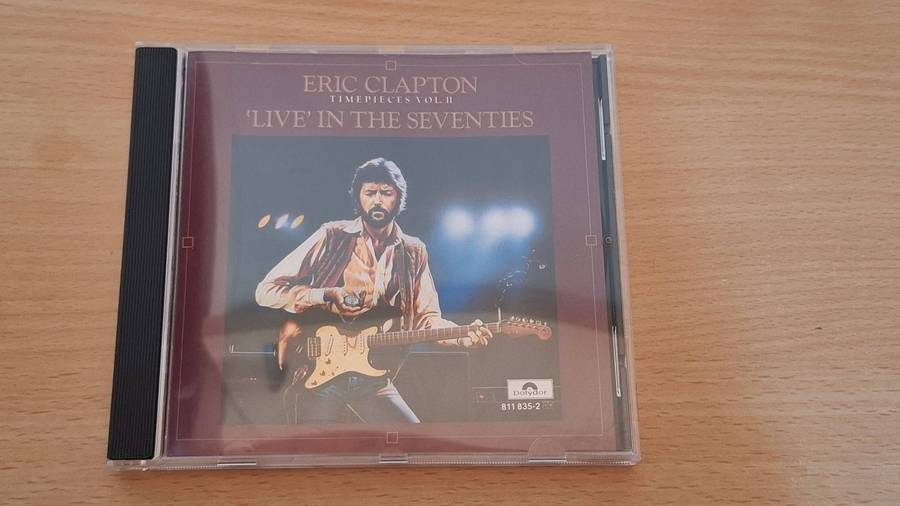 ERIC CLAPTON
TIMEPIECES VOL. II
'LIVE' IN THE SEVENTIES
Polydor
811 835-2